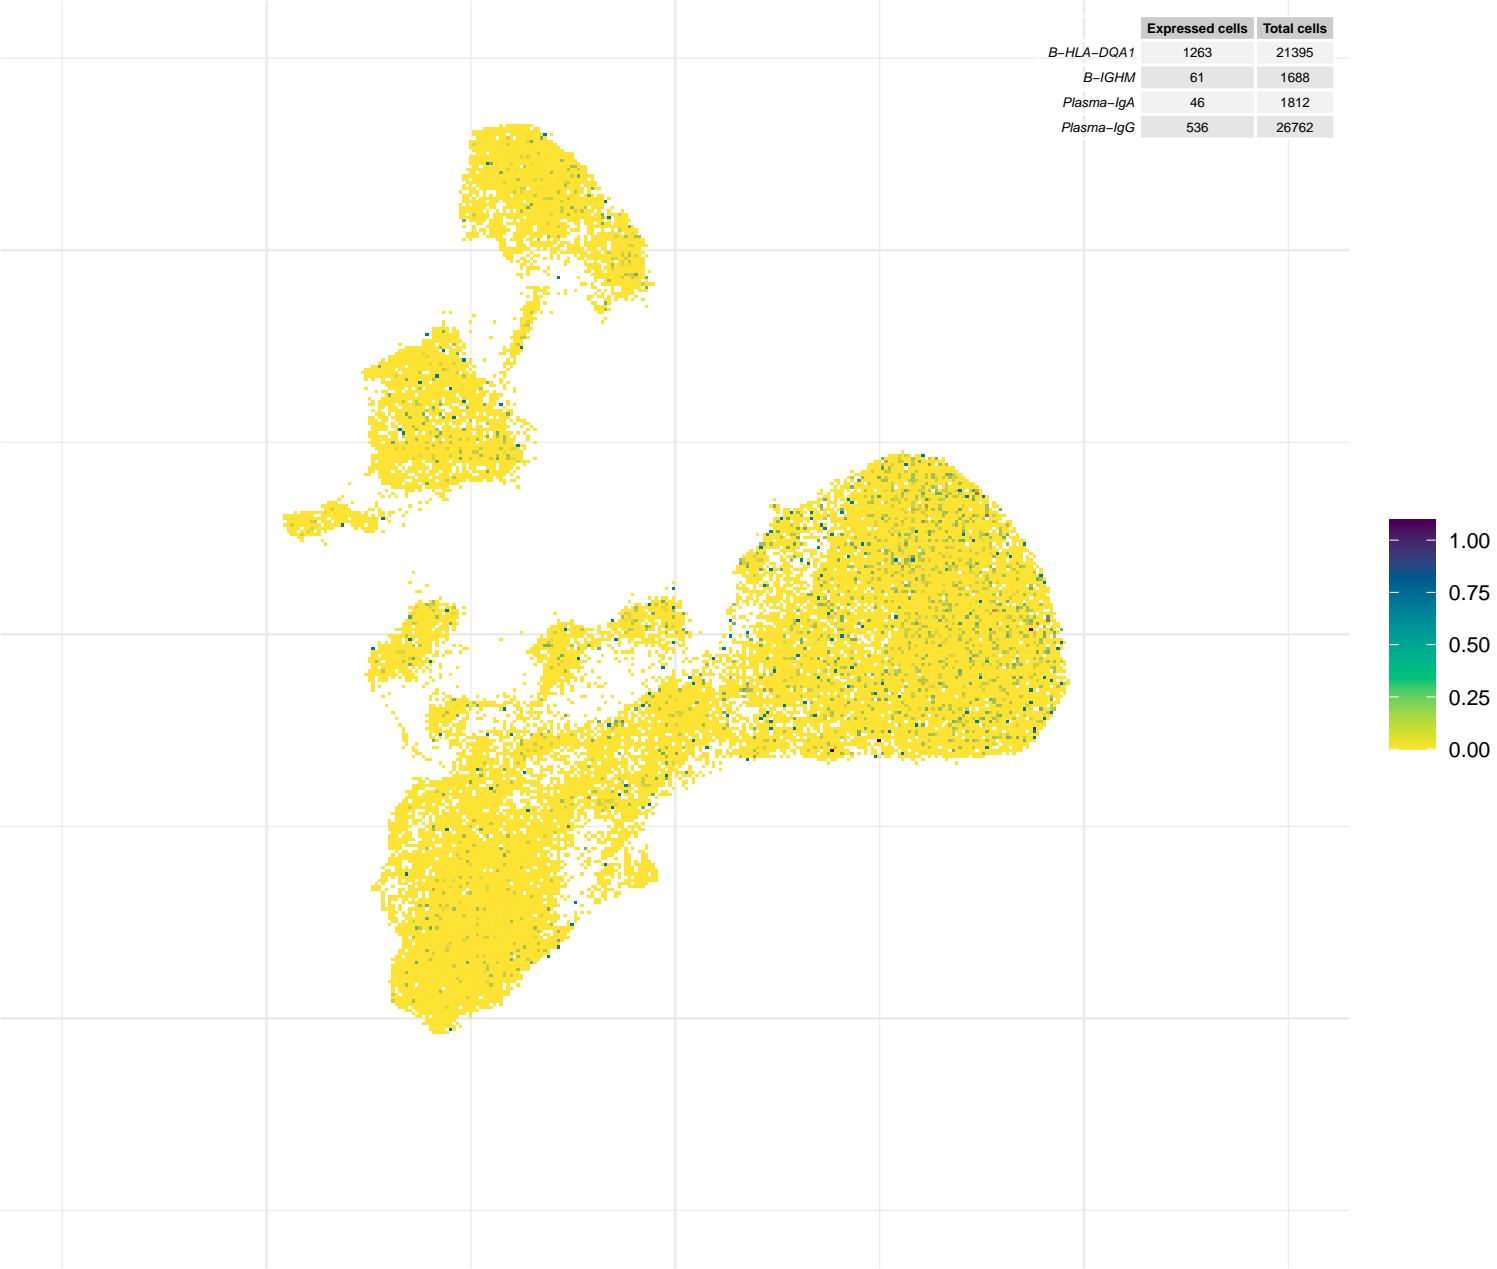 Expressed cells Total cells
B−HLA−DQA1 1263 21395
B−IGHM 61 1688
Plasma−IgA 46 1812
Plasma−IgG 536 26762
1.00
0.75
0.50
0.25
0.00